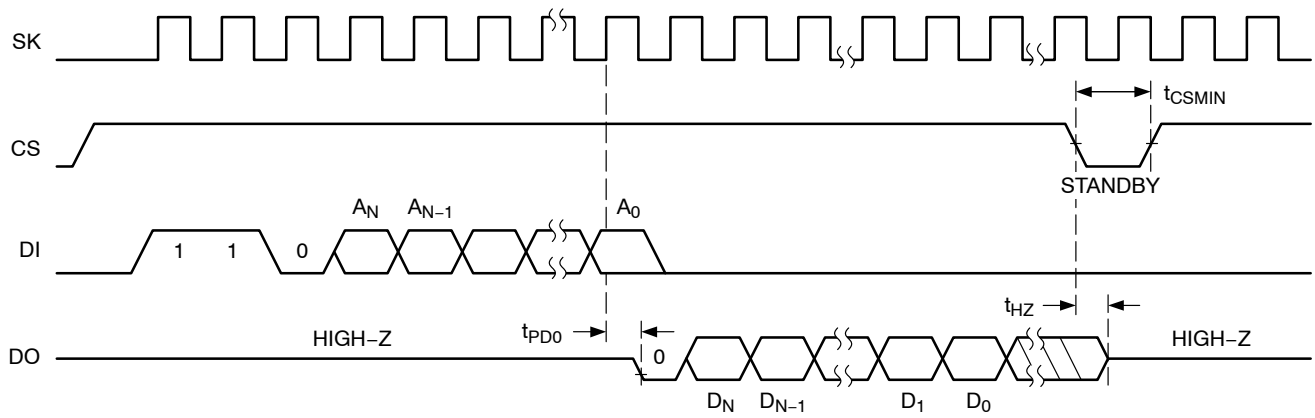 SK
t_CSMIN
CS
STANDBY
A_N A_N–1 A_0
DI 1 1 0
t_HZ
HIGH–Z t_PD0 0 HIGH–Z
DO
D_N D_N–1 D_1 D_0